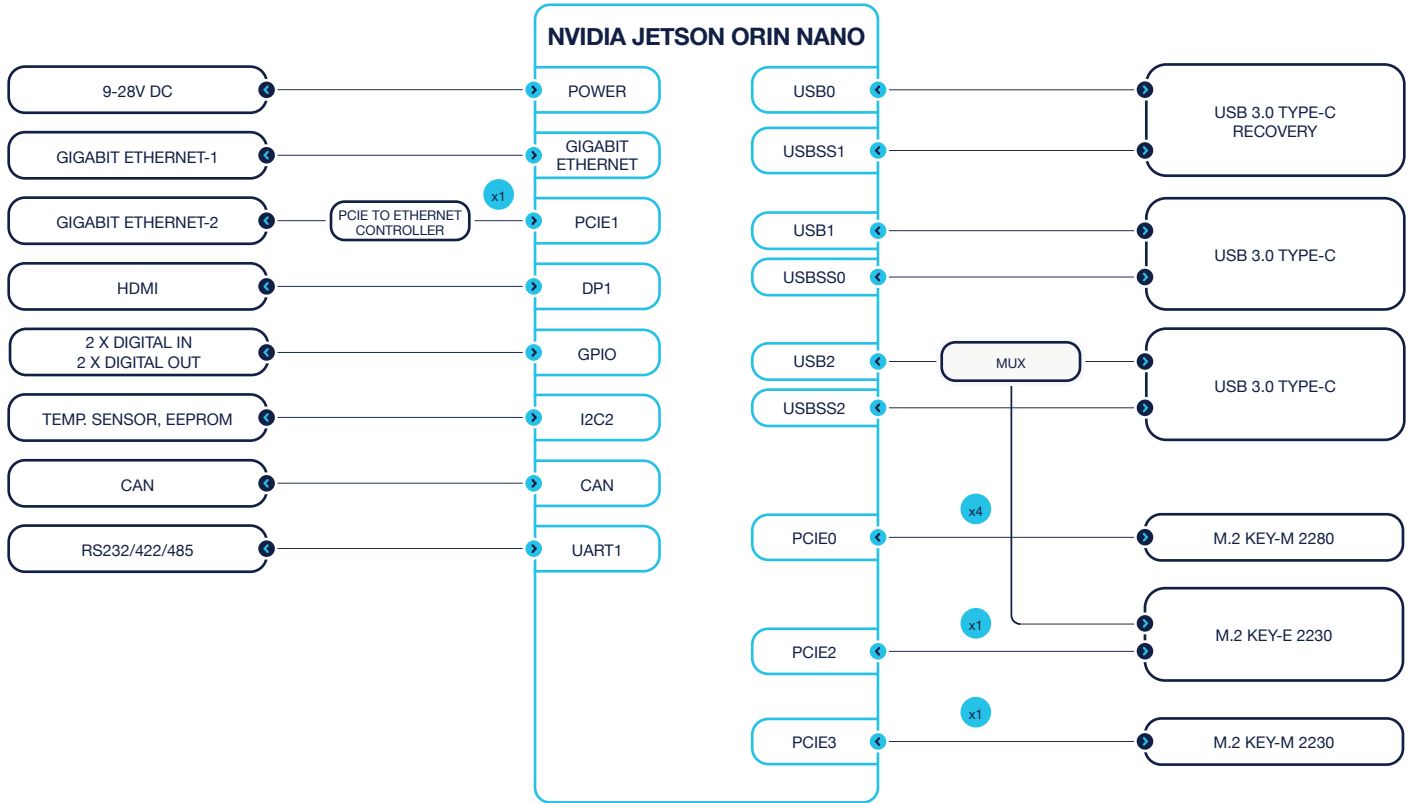 NVIDIA JETSON ORIN NANO
9-28V DC
POWER
GIGABIT ETHERNET-1
GIGABIT
ETHERNET
GIGABIT ETHERNET-2
PCIE TO ETHERNET
CONTROLLER
x1
PCIE1
HDMI
DP1
2 X DIGITAL IN
2 X DIGITAL OUT
GPIO
TEMP. SENSOR, EEPROM
I2C2
CAN
CAN
RS232/422/485
UART1
USB0
USBSS1
USB 3.0 TYPE-C
RECOVERY
USB1
USBSS0
USB 3.0 TYPE-C
USB2
MUX
USBSS2
USB 3.0 TYPE-C
PCIE0
x4
M.2 KEY-M 2280
PCIE2
x1
M.2 KEY-E 2230
PCIE3
x1
M.2 KEY-M 2230